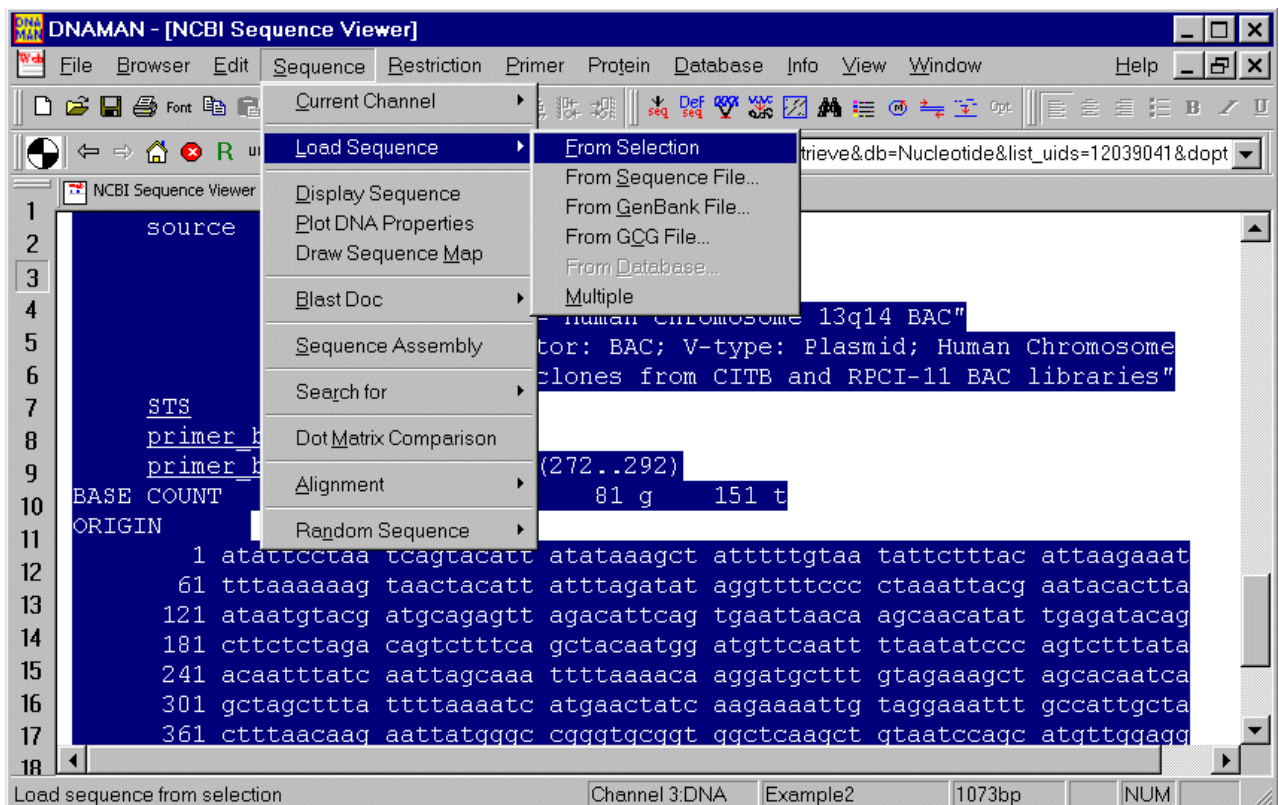 DNAMAN - [NCBI Sequence Viewer]
File Browser Edit Sequence Restriction Primer Protein Database Info View Window Help
Font seq Def seq Opt.
R trieve&db=Nucleotide&list_uids=12039041&dopt
NCBI Sequence Viewer
Current Channel
Load Sequence
Display Sequence
Plot DNA Properties
Draw Sequence Map
Blast Doc
Sequence Assembly
Search for
Dot Matrix Comparison
Alignment
Random Sequence
From Selection
From Sequence File...
From GenBank File...
From GCG File...
From Database...
Multiple
1
2
3
4
5
6
7
8
9
10
11
12
13
14
15
16
17
18
source
Human Chromosome 13q14 BAC"
tor: BAC; V-type: Plasmid; Human Chromosome
clones from CITB and RPCI-11 BAC libraries"
STS
primer_b
primer_b (272..292)
BASE COUNT 81 g 151 t
ORIGIN
1 atattcctaa tcagtacatt atataaagct atttttgtaa tattctttac attaagaaat
61 tttaaaaaag taactacatt atttagatat aggttttccc ctaaattacg aatacactta
121 ataatgtacg atgcagagtt agacattcag tgaattaaca agcaacatat tgagatacag
181 cttctctaga cagtctttca gctacaatgg atgttcaatt ttaatatccc agtctttata
241 acaatttatc aattagcaaa ttttaaaaca aggatgcttt gtagaaagct agcacaatca
301 gctagcttta ttttaaaatc atgaactatc aagaaaattg taggaaattt gccattgcta
361 ctttaacaag aattatgggc cgggtgcggt ggctcaagct gtaatccagc atgttggagg
Load sequence from selection Channel 3:DNA Example2 1073bp NUM